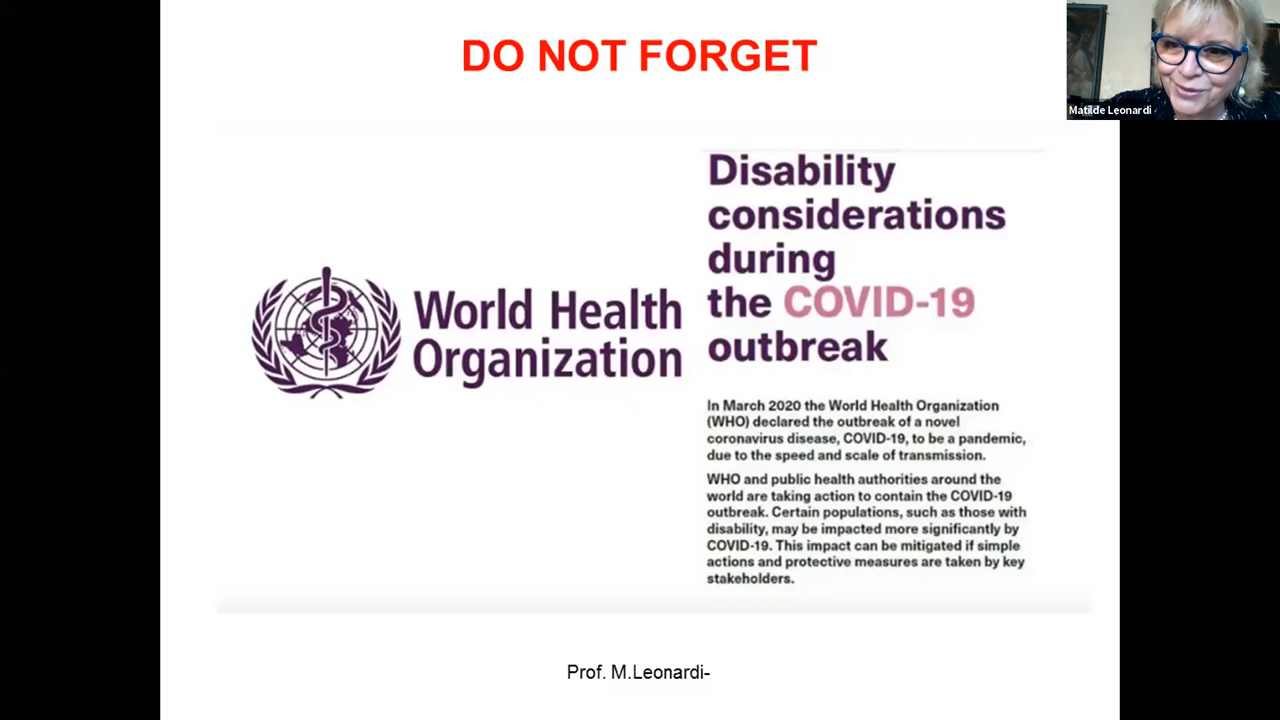 DO NOT FORGET
Matilde Leonardi
World Health
Organization
Disability
considerations
during
the COVID-19
outbreak
In March 2020 the World Health Organization
(WHO) declared the outbreak of a novel
coronavirus disease, COVID-19, to be a pandemic,
due to the speed and scale of transmission.
WHO and public health authorities around the
world are taking action to contain the COVID-19
outbreak. Certain populations, such as those with
disability, may be impacted more significantly by
COVID-19. This impact can be mitigated if simple
actions and protective measures are taken by key
stakeholders.
Prof. M.Leonardi-